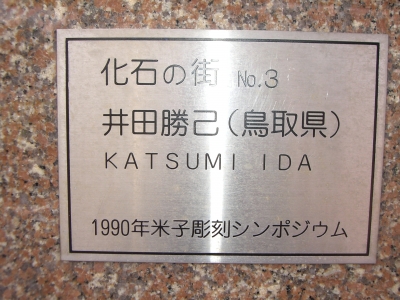 化石の街 No.3
井田勝己(鳥取県)
KATSUMI IDA
1990年米子彫刻シンポジウム